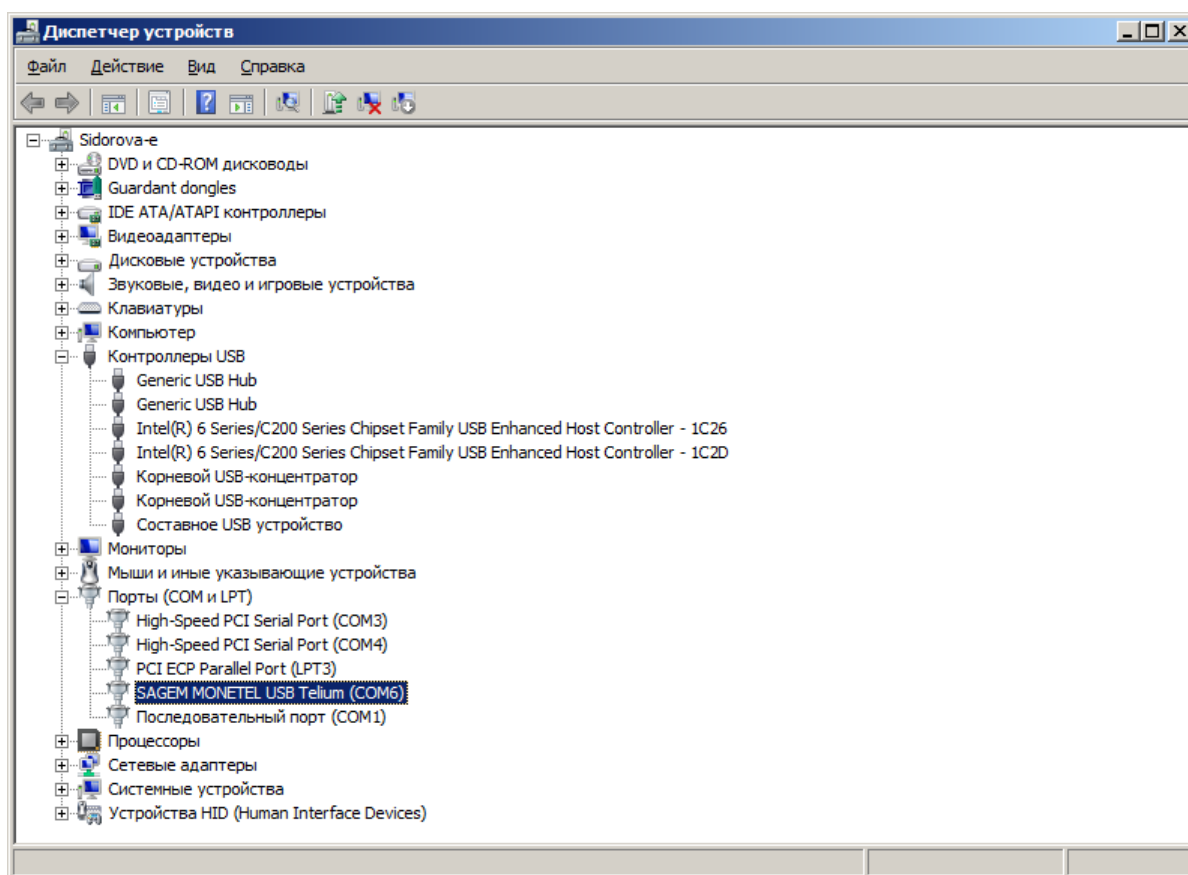 Диспетчер устройств
Файл Действие Вид Справка
Sidorova-e
DVD и CD-ROM дисководы
Guardant dongles
IDE ATA/ATAPI контроллеры
Видеоадаптеры
Дисковые устройства
Звуковые, видео и игровые устройства
Клавиатуры
Компьютер
Контроллеры USB
Generic USB Hub
Generic USB Hub
Intel(R) 6 Series/C200 Series Chipset Family USB Enhanced Host Controller - 1C26
Intel(R) 6 Series/C200 Series Chipset Family USB Enhanced Host Controller - 1C2D
Корневой USB-концентратор
Корневой USB-концентратор
Составное USB устройство
Мониторы
Мыши и иные указывающие устройства
Порты (COM и LPT)
High-Speed PCI Serial Port (COM3)
High-Speed PCI Serial Port (COM4)
PCI ECP Parallel Port (LPT3)
SAGEM MONETEL USB Telium (COM6)
Последовательный порт (COM1)
Процессоры
Сетевые адаптеры
Системные устройства
Устройства HID (Human Interface Devices)